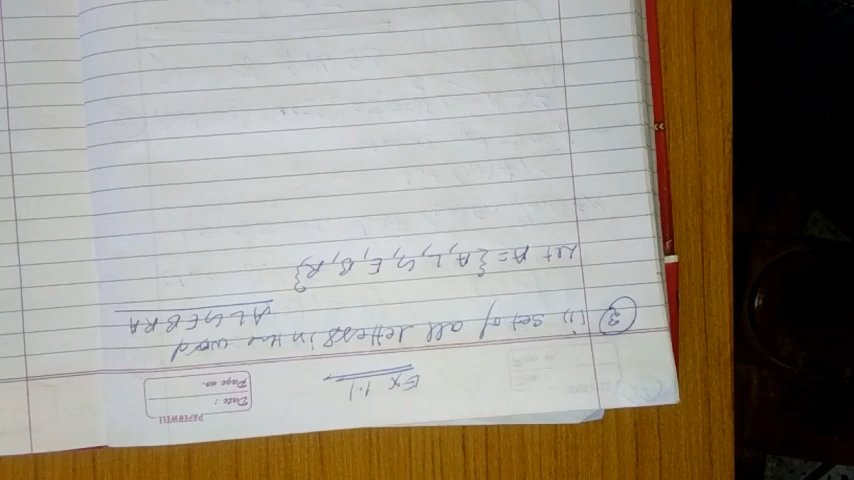 PAPERWELL
Date :
Page no.
Ex 1.1
③ (i) set of all letters in the word
ALGEBRA
Let A = {A, L, G, E, B, R}